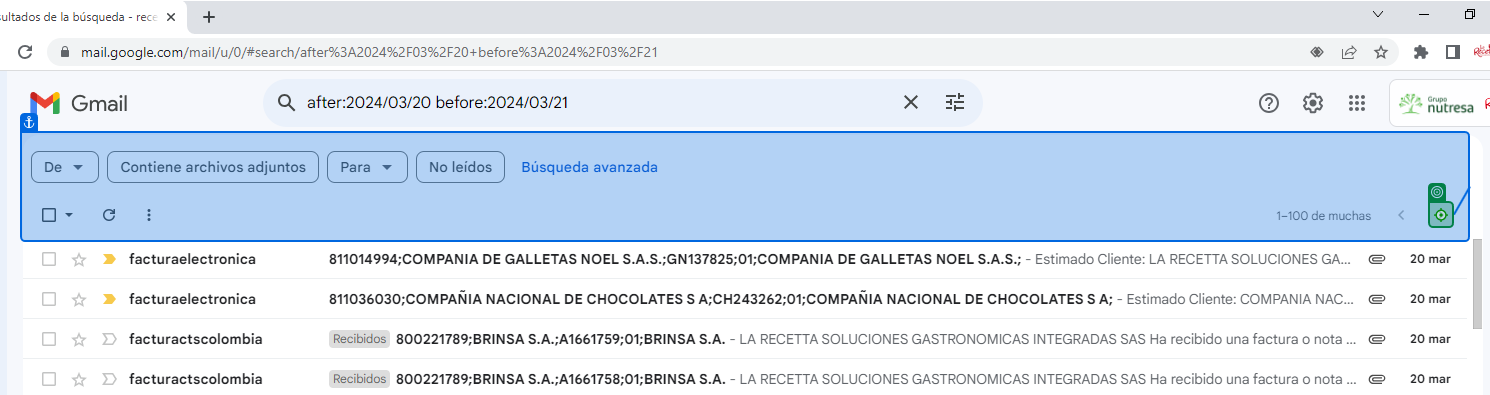 sultados de la búsqueda - rece
mail.google.com/mail/u/0/#search/after%3A2024%2F03%2F20+before%3A2024%2F03%2F21
Gmail
after:2024/03/20 before:2024/03/21
Grupo
nutresa
De
Contiene archivos adjuntos
Para
No leídos
Búsqueda avanzada
1–100 de muchas
facturaelectronica 811014994;COMPANIA DE GALLETAS NOEL S.A.S.;GN137825;01;COMPANIA DE GALLETAS NOEL S.A.S.; - Estimado Cliente: LA RECETTA SOLUCIONES GA... 20 mar
facturaelectronica 811036030;COMPAÑIA NACIONAL DE CHOCOLATES S A;CH243262;01;COMPAÑIA NACIONAL DE CHOCOLATES S A; - Estimado Cliente: COMPANIA NAC... 20 mar
facturactscolombia Recibidos 800221789;BRINSA S.A.;A1661759;01;BRINSA S.A. - LA RECETTA SOLUCIONES GASTRONOMICAS INTEGRADAS SAS Ha recibido una factura o nota ... 20 mar
facturactscolombia Recibidos 800221789;BRINSA S.A.;A1661758;01;BRINSA S.A. - LA RECETTA SOLUCIONES GASTRONOMICAS INTEGRADAS SAS Ha recibido una factura o nota ... 20 mar